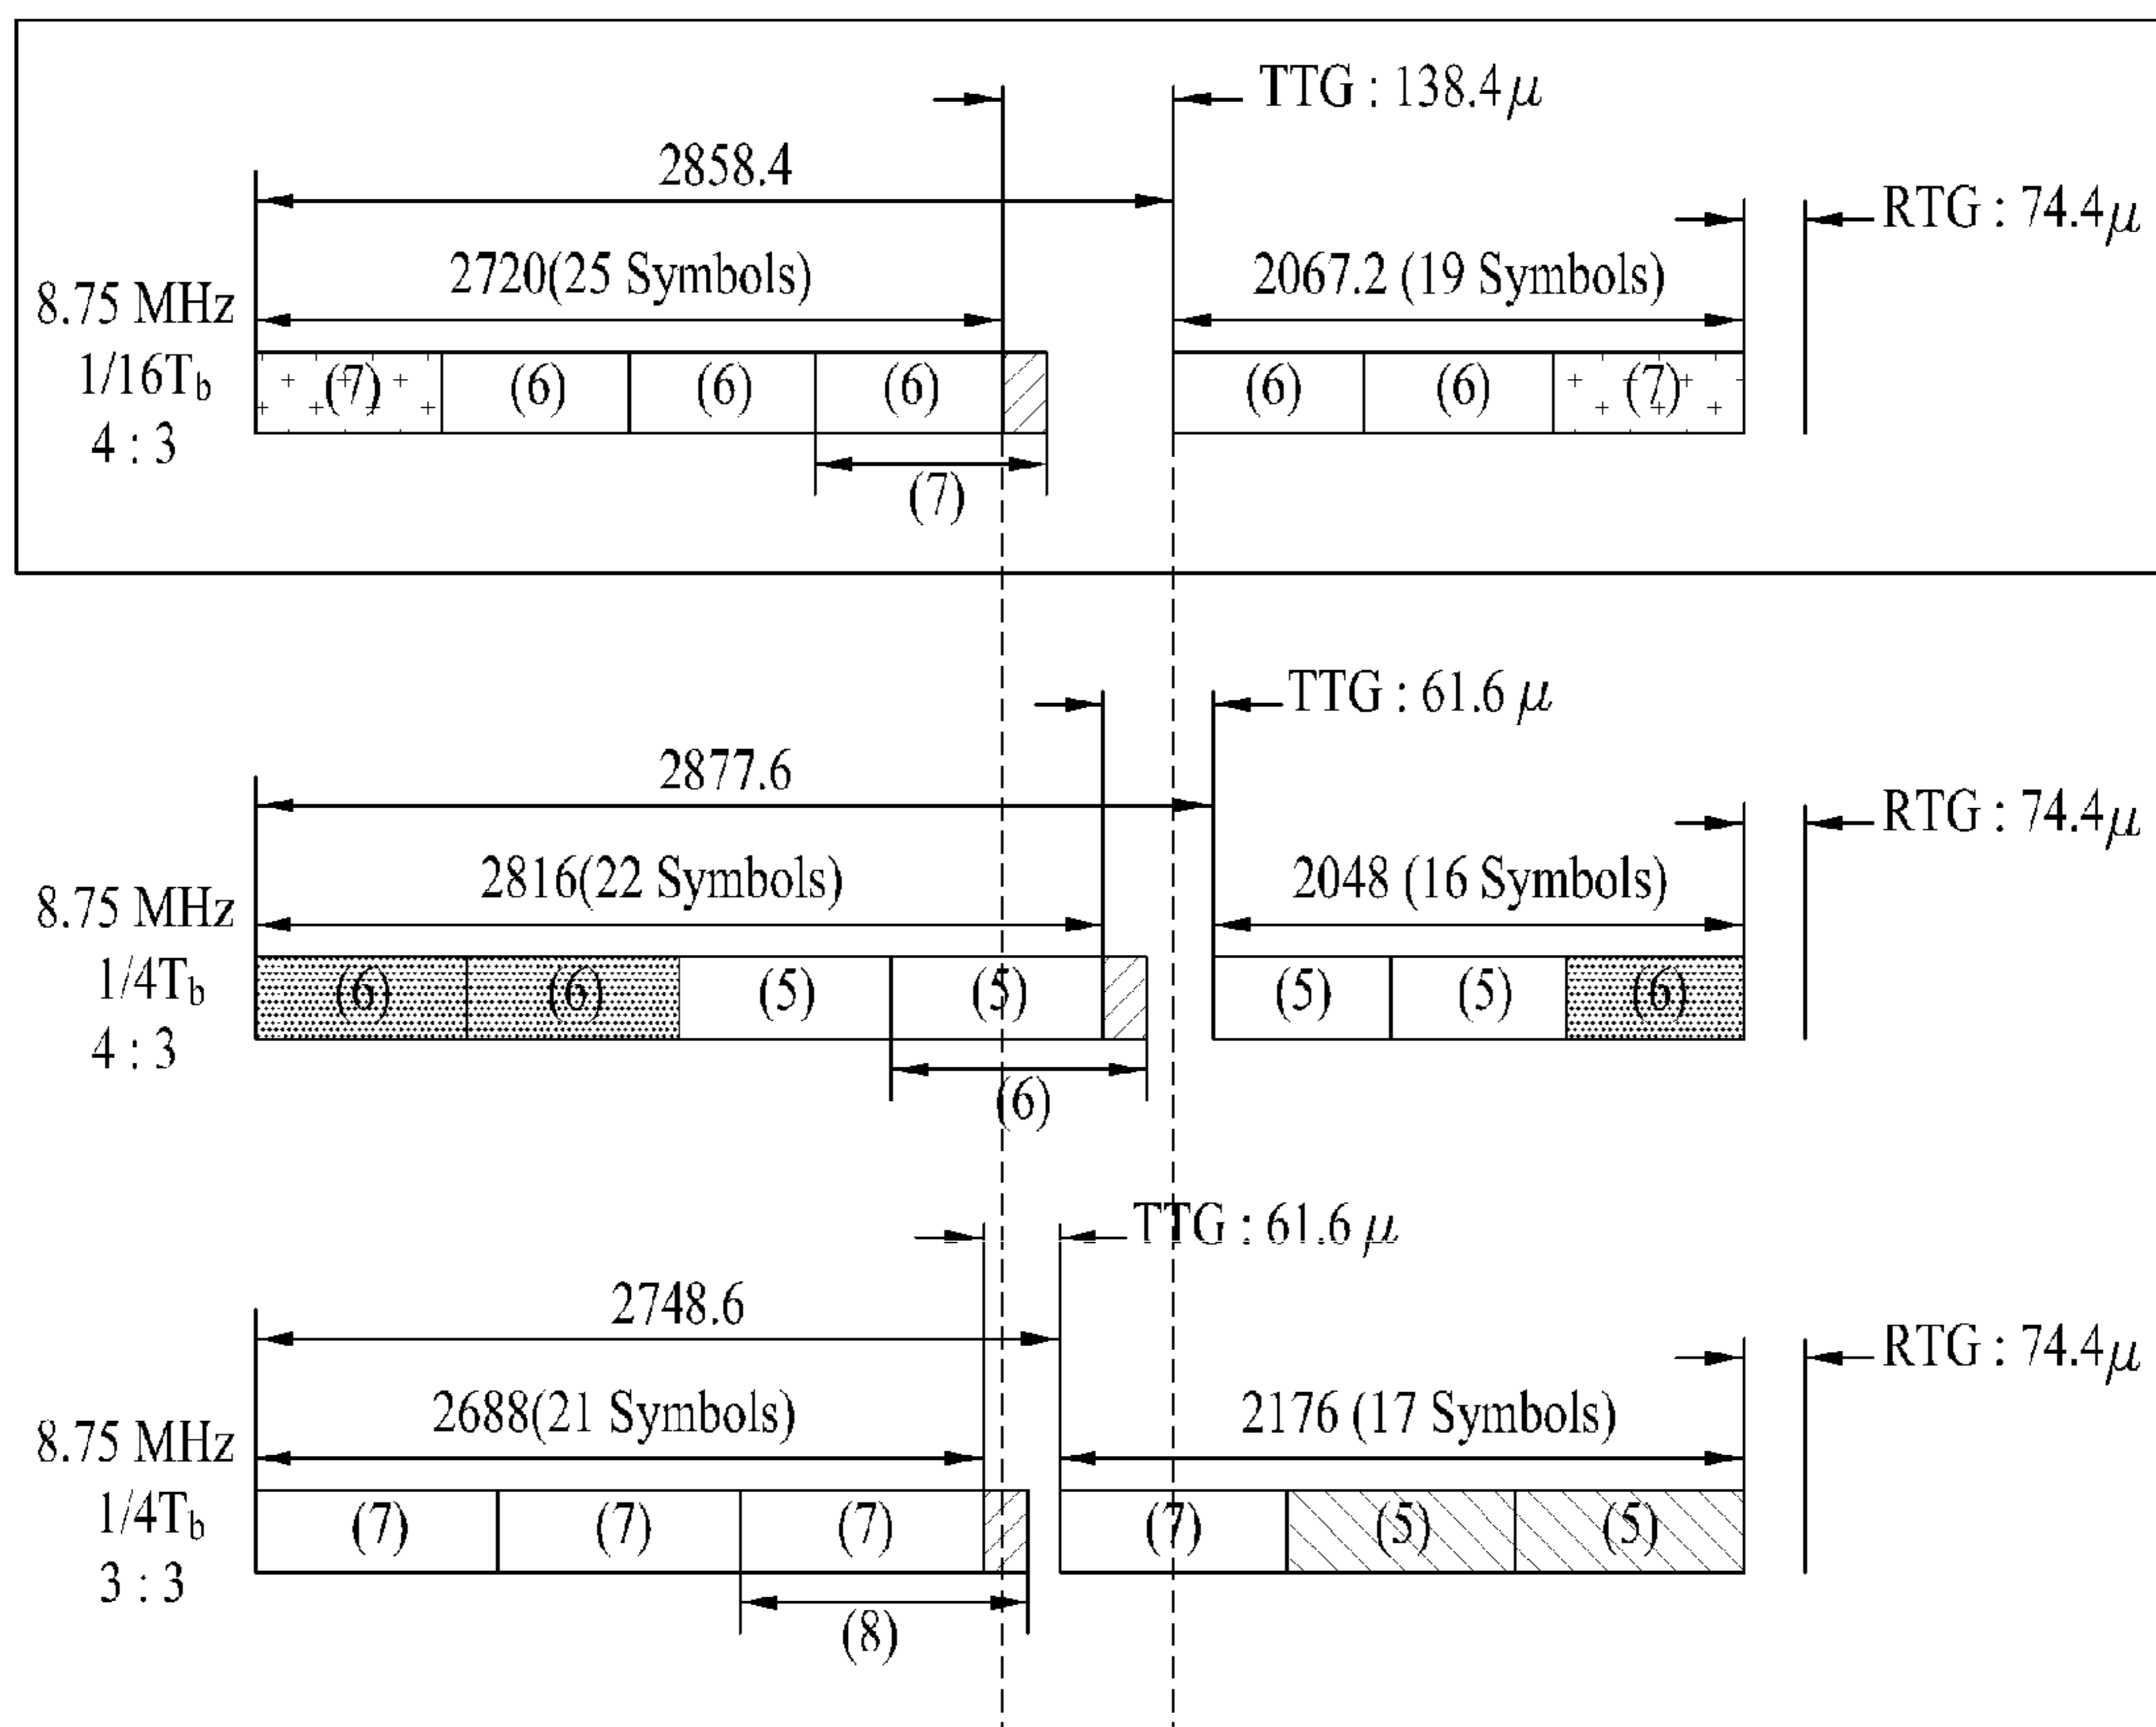 TTG : 138.4μ
2858.4
RTG : 74.4μ
2720(25 Symbols)
2067.2 (19 Symbols)
8.75 MHz
1/16Tb
4 : 3
(7) (6) (6) (6) (6) (6) (7)
(7)
TTG : 61.6 μ
2877.6
RTG : 74.4μ
2816(22 Symbols)
2048 (16 Symbols)
8.75 MHz
1/4Tb
4 : 3
(6) (6) (5) (5) (5) (5) (6)
(6)
TTG : 61.6 μ
2748.6
RTG : 74.4μ
2688(21 Symbols)
2176 (17 Symbols)
8.75 MHz
1/4Tb
3 : 3
(7) (7) (7) (7) (5) (5)
(8)